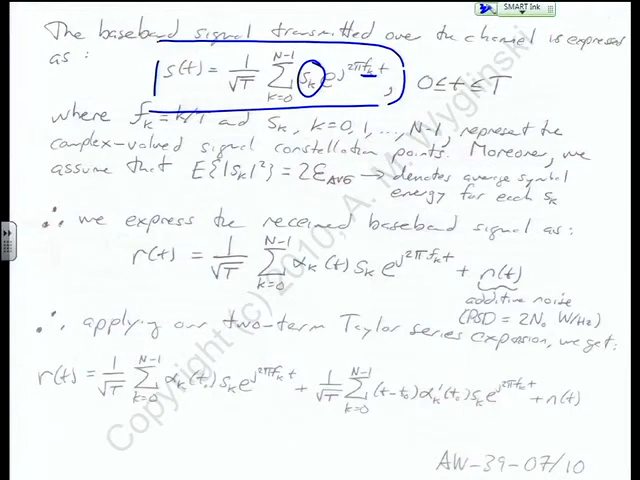 SMART Ink
The baseband signal transmitted over the channel is expressed
as:
s(t) = 1/√T ∑_{k=0}^{N-1} s_k e^{j2πf_k t}, 0≤t≤T
where f_k = k/T and s_k, k=0,1,...,N-1, represent the
complex-valued signal constellation points. Moreover, we
assume that E{|s_k|²} = 2ℰ_AVG → denotes average symbol
energy for each s_k
∴ we express the received baseband signal as:
r(t) = 1/√T ∑_{k=0}^{N-1} α_k(t) s_k e^{j2πf_k t} + n(t)
additive noise
(PSD = 2N₀ W/Hz)
∴ applying our two-term Taylor series expansion, we get:
r(t) = 1/√T ∑_{k=0}^{N-1} α_k(t₀) s_k e^{j2πf_k t} + 1/√T ∑_{k=0}^{N-1} (t-t₀) α_k'(t₀) s_k e^{j2πf_k t} + n(t)
AW-39-07/10
Copyright (c) 2010, A. M. Wyglinski